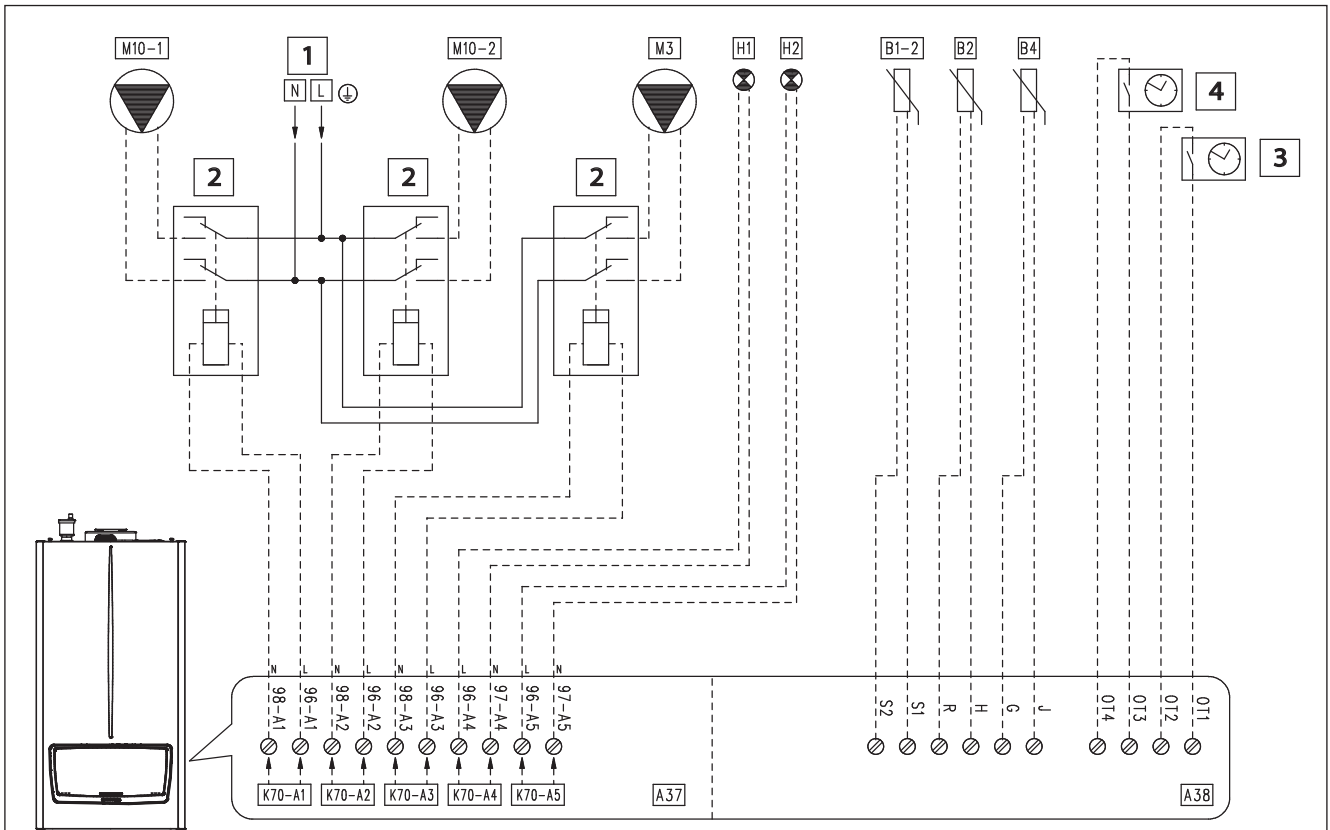 M10-1
1
M10-2
M3
H1
H2
B1-2
B2
B4
N L
4
3
2
2
2
N L N L N L L N L N
98-A1
96-A1
98-A2
96-A2
98-A3
96-A3
96-A4
97-A4
96-A5
97-A5
S2
S1
R
H
G
J
OT4
OT3
OT2
OT1
K70-A1
K70-A2
K70-A3
K70-A4
K70-A5
A37
A38